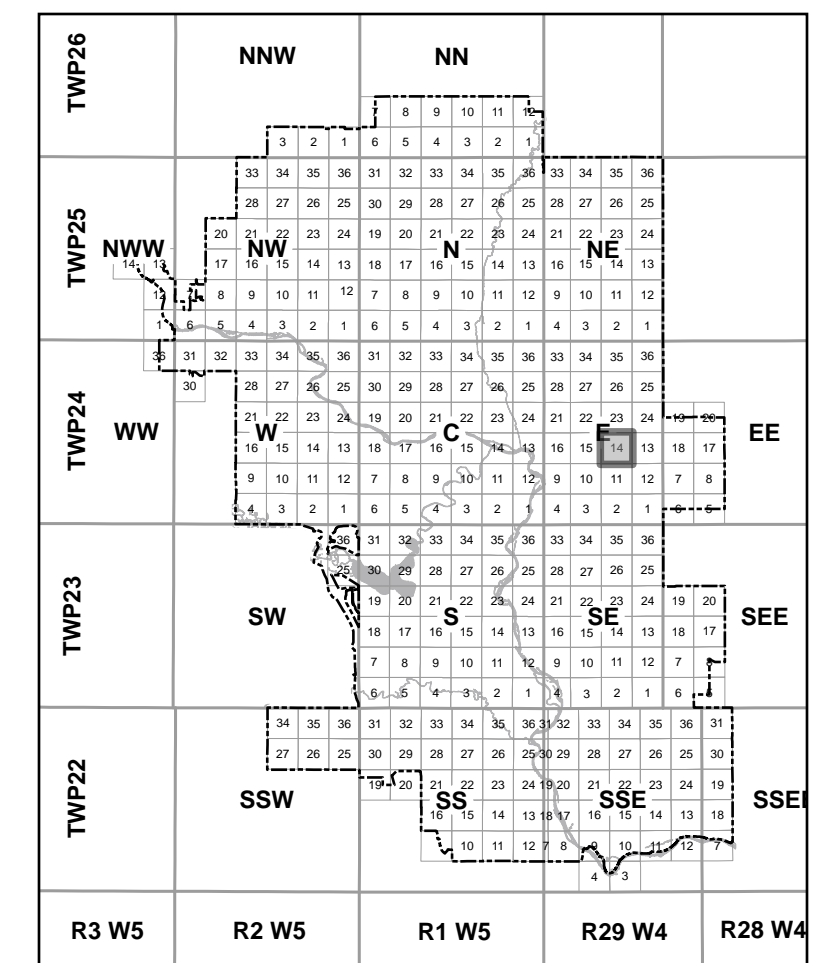 TWP26 NNW NN
7 8 9 10 11 12
3 2 1 6 5 4 3 2 1
TWP25
33 34 35 36 31 32 33 34 35 36 33 34 35 36
28 27 26 25 30 29 28 27 26 25 28 27 26 25
20 21 22 23 24 19 20 21 22 23 24 21 22 23 24
NWW NW N NE
14 13 17 16 15 14 13 18 17 16 15 14 13 16 15 14 13
12 7 8 9 10 11 12 7 8 9 10 11 12 9 10 11 12
1 6 5 4 3 2 1 6 5 4 3 2 1 4 3 2 1
TWP24
36 31 32 33 34 35 36 31 32 33 34 35 36 33 34 35 36
30 28 27 26 25 30 29 28 27 26 25 28 27 26 25
21 22 23 24 19 20 21 22 23 24 21 22 23 24 19 20
WW W C E EE
16 15 14 13 18 17 16 15 14 13 16 15 14 13 18 17
9 10 11 12 7 8 9 10 11 12 9 10 11 12 7 8
4 3 2 1 6 5 4 3 2 1 4 3 2 1 6 5
TWP23
36 31 32 33 34 35 36 33 34 35 36
25 30 29 28 27 26 25 28 27 26 25
19 20 21 22 23 24 21 22 23 24 19 20
SW S SE SEE
18 17 16 15 14 13 16 15 14 13 18 17
7 8 9 10 11 12 9 10 11 12 7 8
6 5 4 3 2 1 4 3 2 1 6 5
TWP22
34 35 36 31 32 33 34 35 36 31 32 33 34 35 36 31
27 26 25 30 29 28 27 26 25 30 29 28 27 26 25 30
19 20 21 22 23 24 19 20 21 22 23 24 19
SSW SS SSE SSEE
16 15 14 13 18 17 16 15 14 13 18
10 11 12 7 8 9 10 11 12 7
4 3
R3 W5 R2 W5 R1 W5 R29 W4 R28 W4